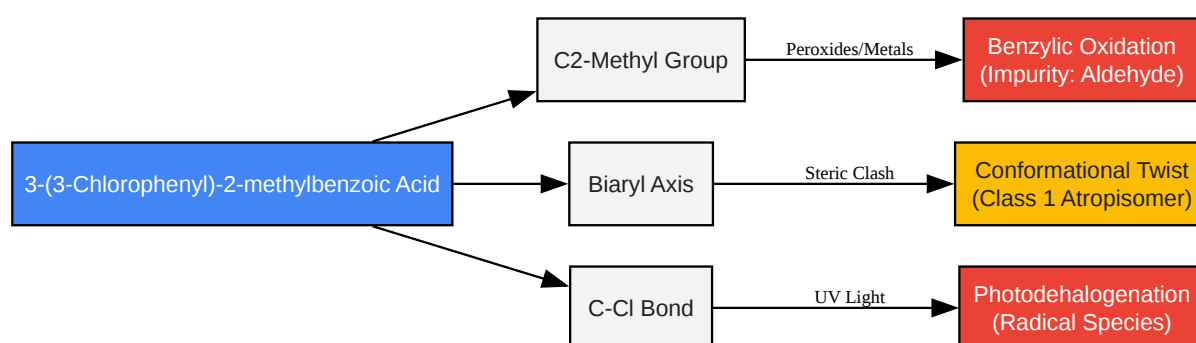 C2-Methyl Group
Peroxides/Metals
Benzylic Oxidation
(Impurity: Aldehyde)
3-(3-Chlorophenyl)-2-methylbenzoic Acid
Biaryl Axis
Steric Clash
Conformational Twist
(Class 1 Atropisomer)
C-Cl Bond
UV Light
Photodehalogenation
(Radical Species)